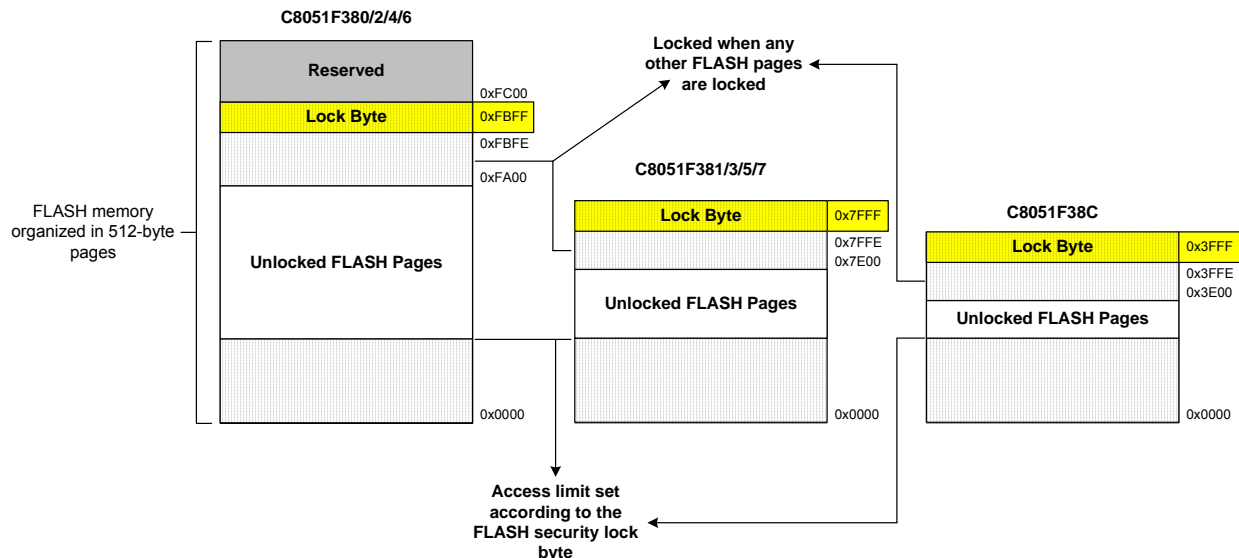 C8051F380/2/4/6
Reserved
0xFC00
Lock Byte
0xFBFF
0xFBFE
0xFA00
FLASH memory
organized in 512-byte
pages
Unlocked FLASH Pages
0x0000
Locked when any
other FLASH pages
are locked
C8051F381/3/5/7
Lock Byte
0x7FFF
0x7FFE
0x7E00
Unlocked FLASH Pages
0x0000
C8051F38C
Lock Byte
0x3FFF
0x3FFE
0x3E00
Unlocked FLASH Pages
0x0000
Access limit set
according to the
FLASH security lock
byte